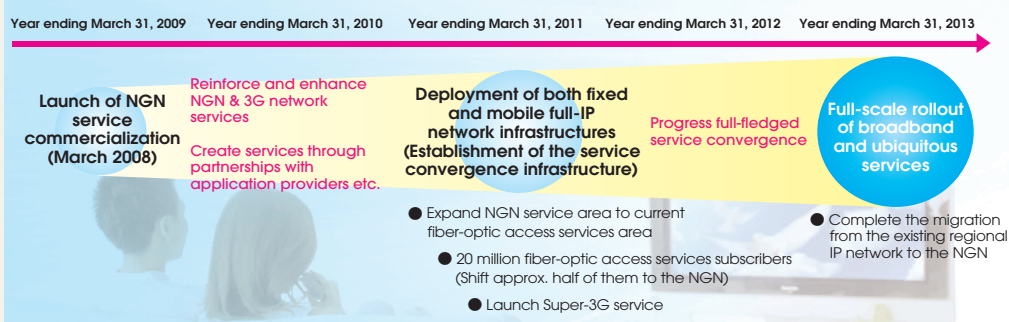 Year ending March 31, 2009
Year ending March 31, 2010
Year ending March 31, 2011
Year ending March 31, 2012
Year ending March 31, 2013
Launch of NGN
service
commercialization
(March 2008)
Reinforce and enhance
NGN & 3G network
services
Create services through
partnerships with
application providers etc.
Deployment of both fixed
and mobile full-IP
network infrastructures
(Establishment of the service
convergence infrastructure)
Progress full-fledged
service convergence
Full-scale rollout
of broadband
and ubiquitous
services
● Expand NGN service area to current
fiber-optic access services area
● 20 million fiber-optic access services subscribers
(Shift approx. half of them to the NGN)
● Launch Super-3G service
● Complete the migration
from the existing regional
IP network to the NGN